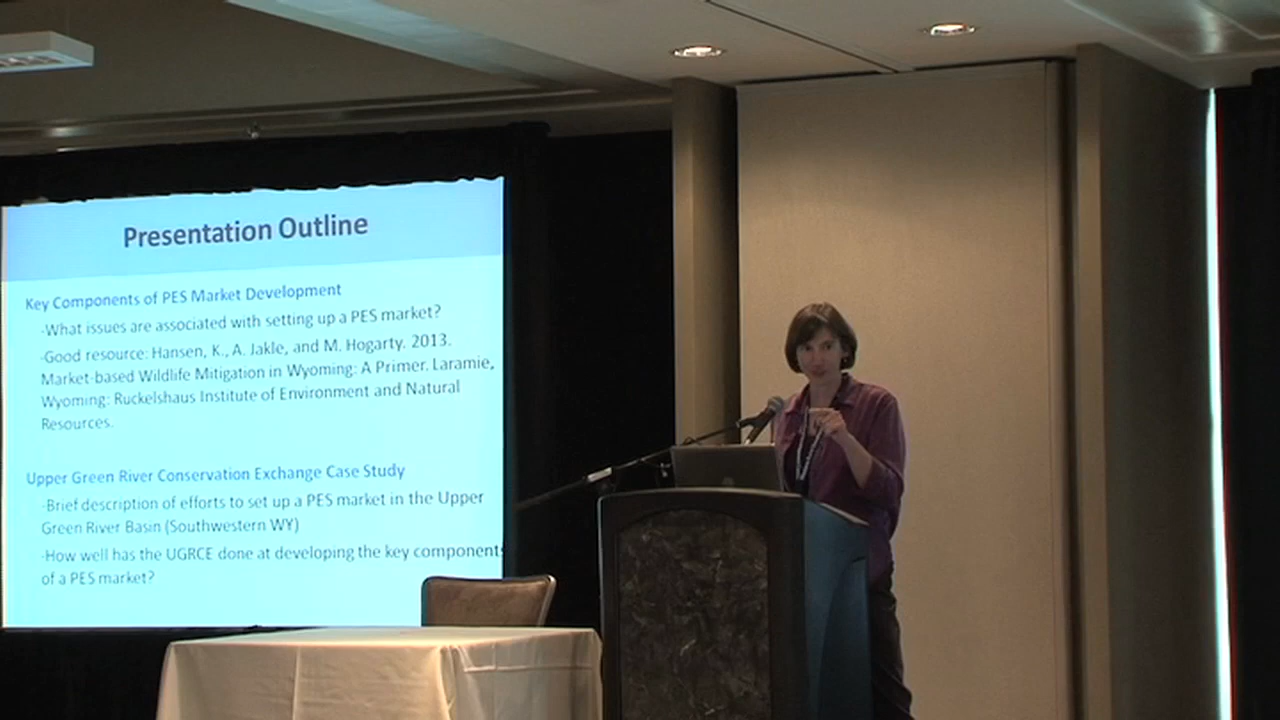 Presentation Outline
Key Components of PES Market Development
-What issues are associated with setting up a PES market?
-Good resource: Hansen, K., A. Jakle, and M. Hogarty. 2013.
Market-based Wildlife Mitigation in Wyoming: A Primer. Laramie,
Wyoming: Ruckelshaus Institute of Environment and Natural
Resources.
Upper Green River Conservation Exchange Case Study
-Brief description of efforts to set up a PES market in the Upper
Green River Basin (Southwestern WY)
-How well has the UGRCE done at developing the key components
of a PES market?